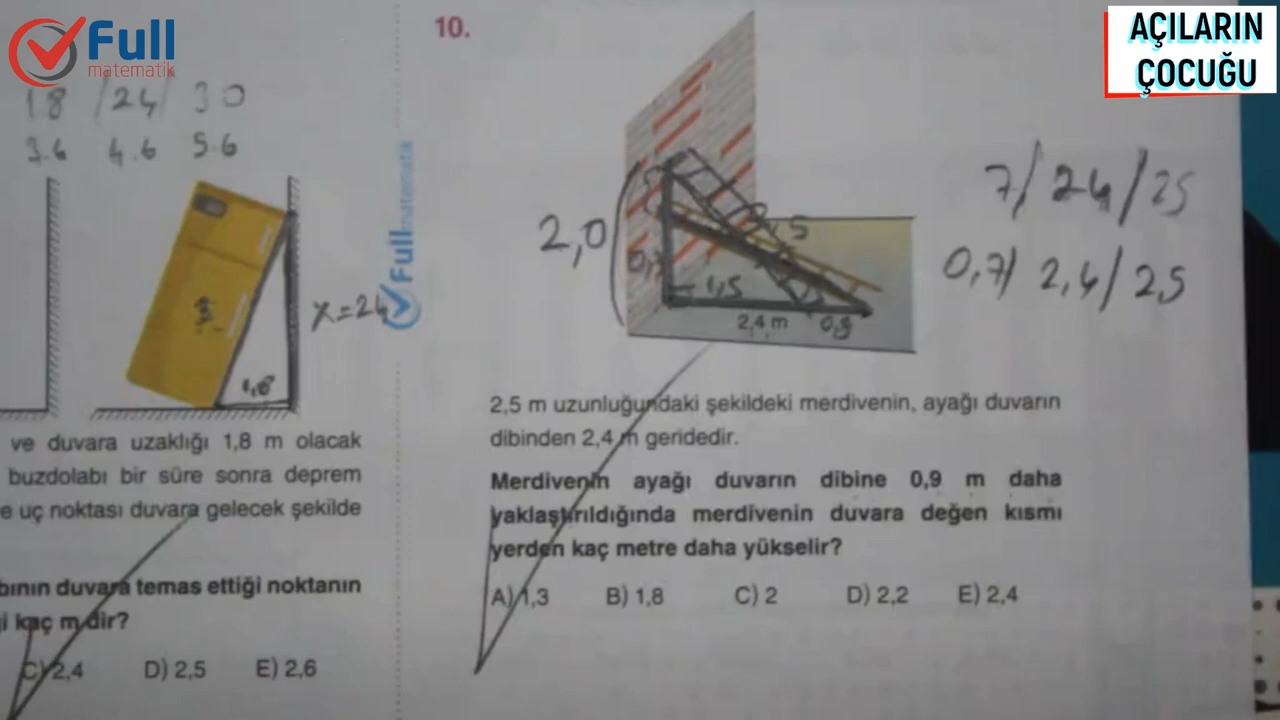 Full
matematik
AÇILARIN
ÇOCUĞU
18 / 24 / 30
3.6 4.6 5.6
x=24
1,8
ve duvara uzaklığı 1,8 m olacak
buzdolabı bir süre sonra deprem
e uç noktası duvara gelecek şekilde
bının duvara temas ettiği noktanın
i kaç m dir?
C) 2,4 D) 2,5 E) 2,6
Fullmatematik
10.
2,0
0,7
1,5
2,5
2,4 m
0,9
7/24/25
0,7/ 2,4/ 2,5
2,5 m uzunluğundaki şekildeki merdivenin, ayağı duvarın
dibinden 2,4 m geridedir.
Merdivenin ayağı duvarın dibine 0,9 m daha
yaklaştırıldığında merdivenin duvara değen kısmı
yerden kaç metre daha yükselir?
A) 1,3 B) 1,8 C) 2 D) 2,2 E) 2,4